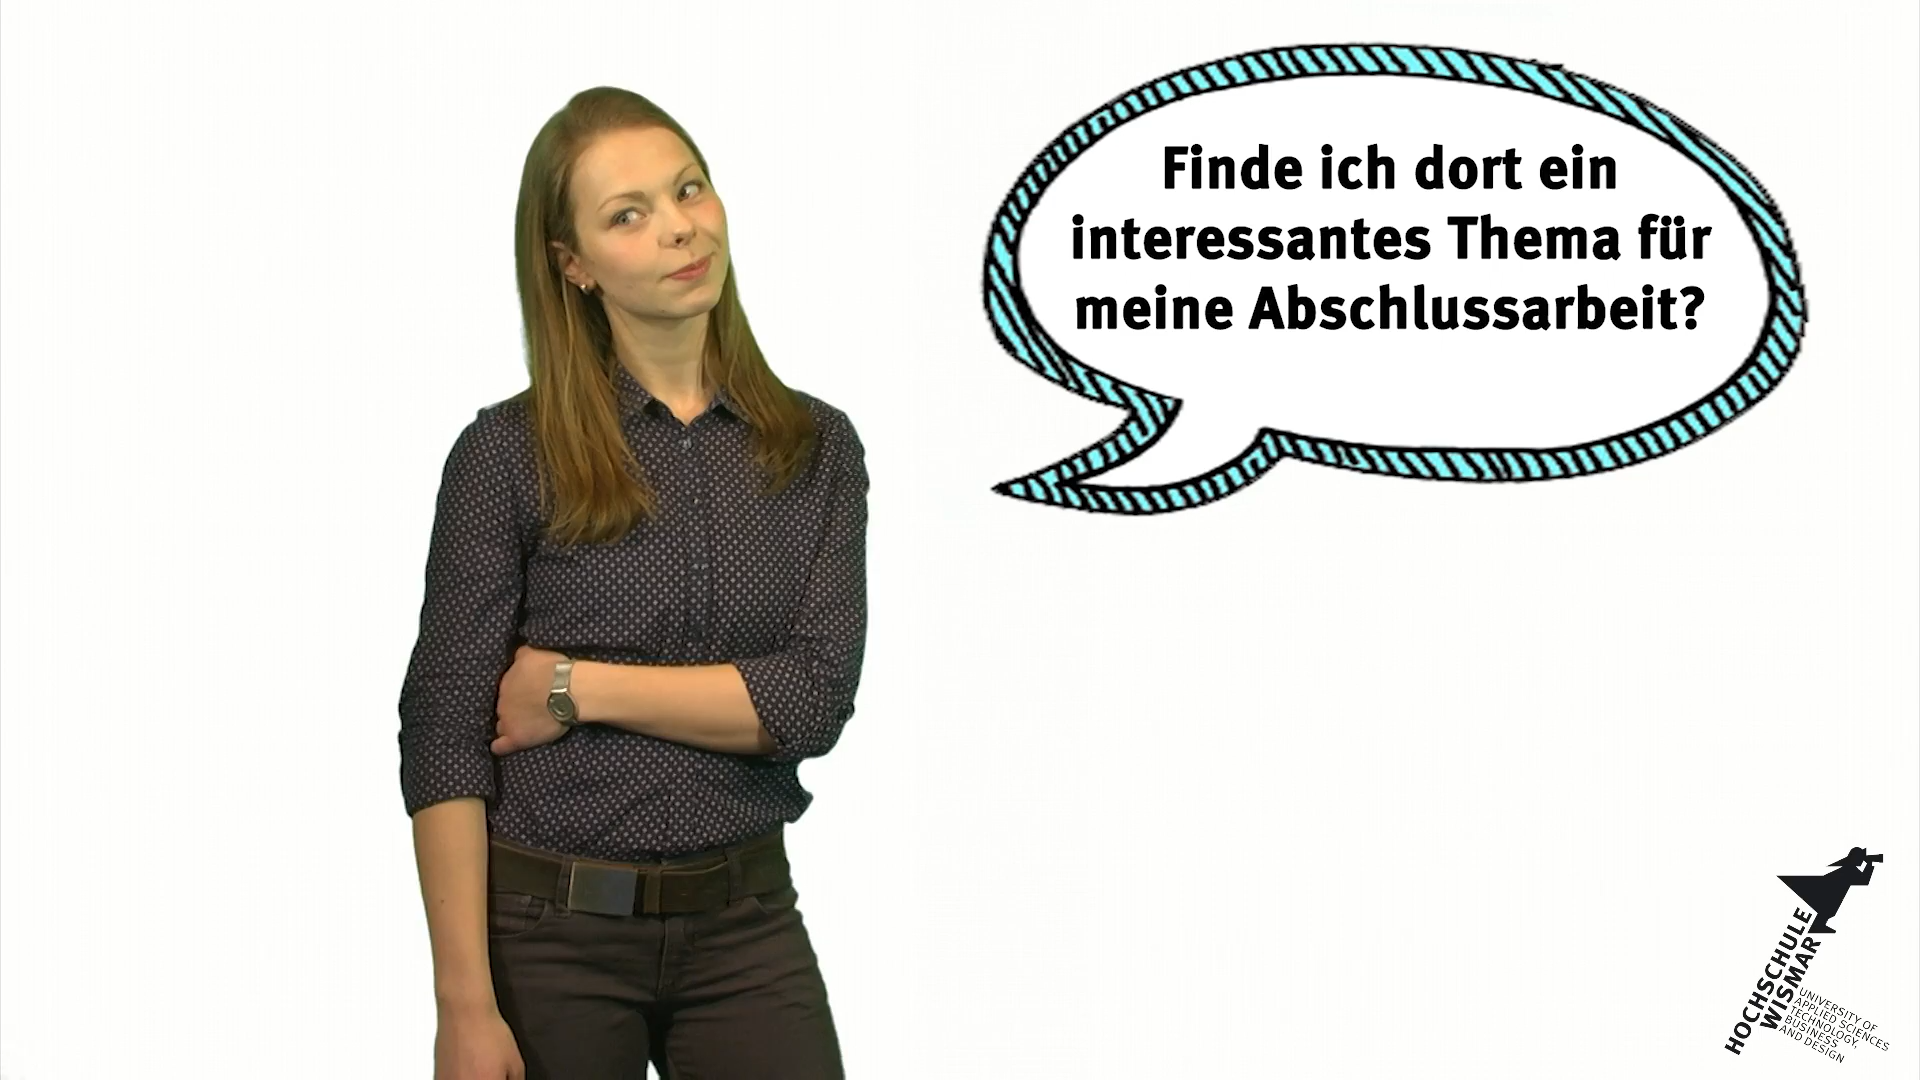 Finde ich dort ein
interessantes Thema für
meine Abschlussarbeit?
HOCHSCHULE
WISMAR
UNIVERSITY OF
APPLIED SCIENCES
TECHNOLOGY,
BUSINESS
AND DESIGN